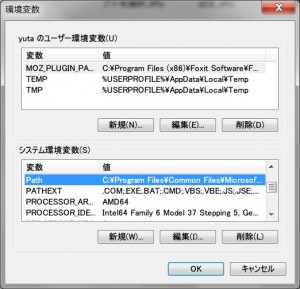 環境変数
yuta のユーザー環境変数(U)
変数 値
MOZ_PLUGIN_PA... C:¥Program Files (x86)¥Foxit Software¥F...
TEMP %USERPROFILE%¥AppData¥Local¥Temp
TMP %USERPROFILE%¥AppData¥Local¥Temp
新規(N)... 編集(E)... 削除(D)
システム環境変数(S)
変数 値
Path C:¥Program Files¥Common Files¥Microsof...
PATHEXT .COM;.EXE;.BAT;.CMD;.VBS;.VBE;.JS;.JSE;...
PROCESSOR_AR... AMD64
PROCESSOR_IDE... Intel64 Family 6 Model 37 Stepping 5, Ge...
新規(W)... 編集(I)... 削除(L)
OK キャンセル